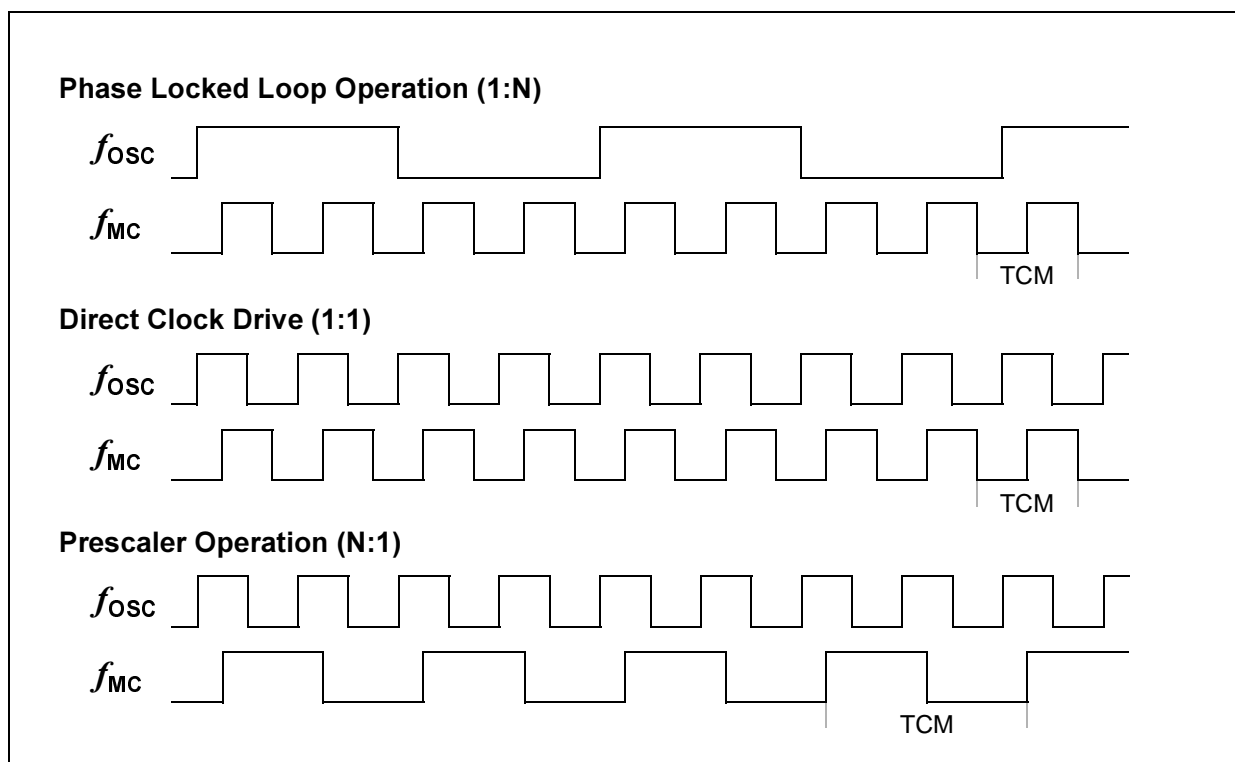 Phase Locked Loop Operation (1:N)
fOSC
fMC
TCM
Direct Clock Drive (1:1)
fOSC
fMC
TCM
Prescaler Operation (N:1)
fOSC
fMC
TCM